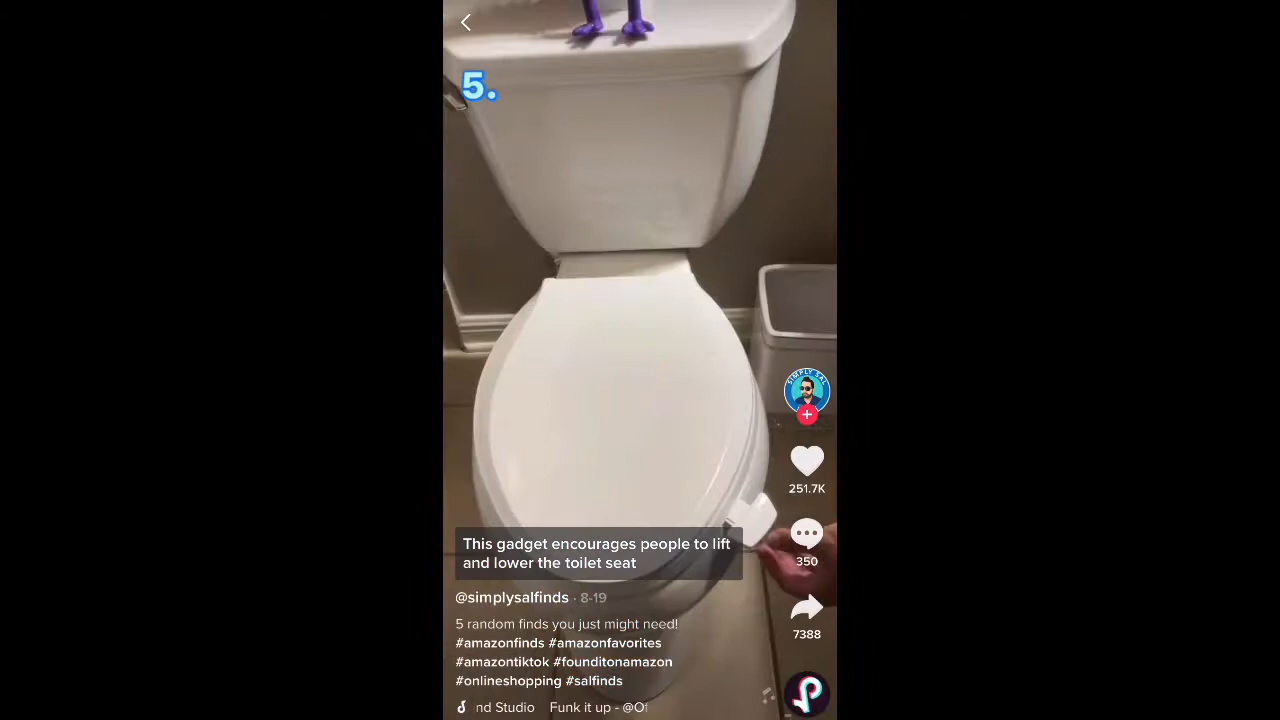 5.
SIMPLY SAL
251.7K
This gadget encourages people to lift
and lower the toilet seat
350
@simplysalfinds · 8-19
5 random finds you just might need!
#amazonfinds #amazonfavorites
#amazontiktok #founditonamazon
#onlineshopping #salfinds
7388
nd Studio Funk it up - @Of